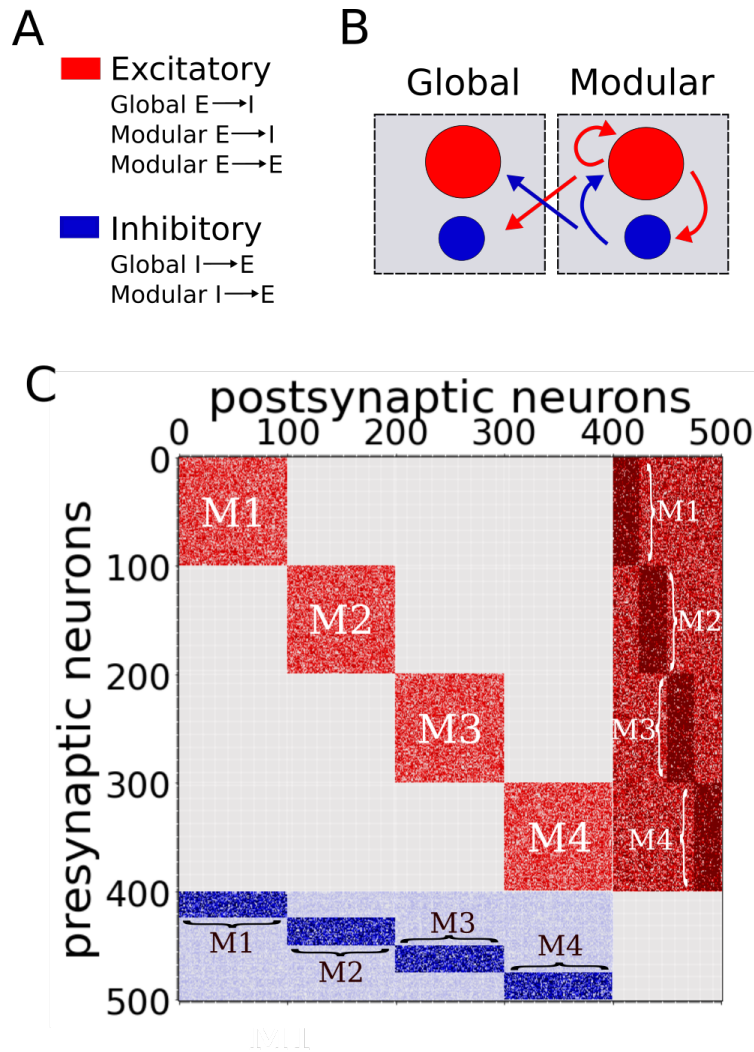 A
Excitatory
Global E→I
Modular E→I
Modular E→E
Inhibitory
Global I→E
Modular I→E
B
Global Modular
C
postsynaptic neurons
0 100 200 300 400 500
presynaptic neurons
0
100
200
300
400
500
M1
M2
M3
M4
M1
M2
M3
M4
M1
M2
M3
M4